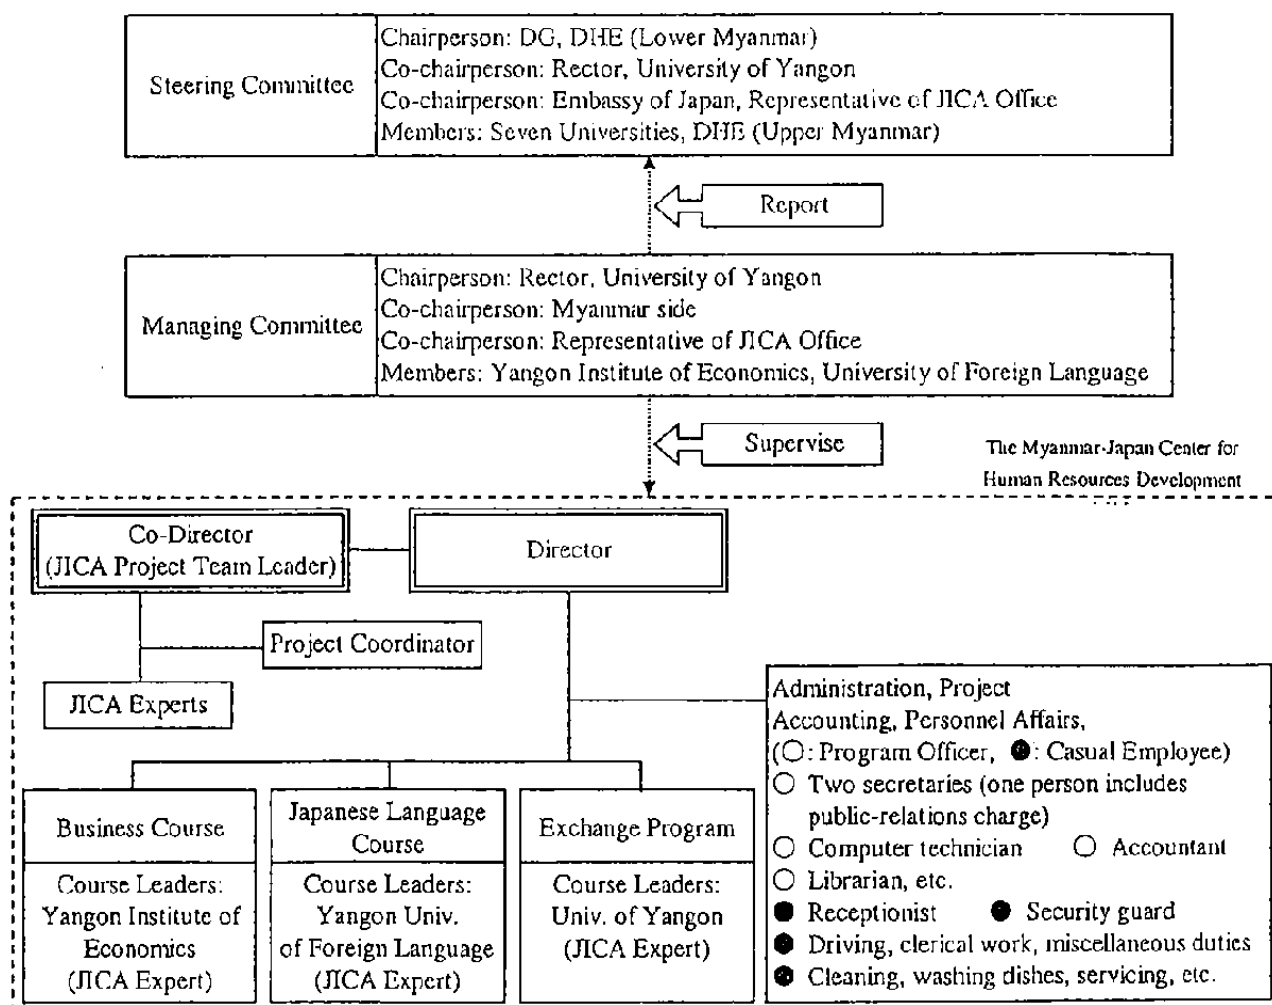 Steering Committee
Chairperson: DG, DHE (Lower Myanmar)
Co-chairperson: Rector, University of Yangon
Co-chairperson: Embassy of Japan, Representative of JICA Office
Members: Seven Universities, DHE (Upper Myanmar)
Report
Managing Committee
Chairperson: Rector, University of Yangon
Co-chairperson: Myanmar side
Co-chairperson: Representative of JICA Office
Members: Yangon Institute of Economics, University of Foreign Language
Supervise
The Myanmar-Japan Center for
Human Resources Development
Co-Director
(JICA Project Team Leader)
Director
Project Coordinator
JICA Experts
Administration, Project
Accounting, Personnel Affairs,
(○: Program Officer, ●: Casual Employee)
○ Two secretaries (one person includes
public-relations charge)
○ Computer technician ○ Accountant
○ Librarian, etc.
● Receptionist ● Security guard
● Driving, clerical work, miscellaneous duties
● Cleaning, washing dishes, servicing, etc.
Business Course
Course Leaders:
Yangon Institute of
Economics
(JICA Expert)
Japanese Language
Course
Course Leaders:
Yangon Univ.
of Foreign Language
(JICA Expert)
Exchange Program
Course Leaders:
Univ. of Yangon
(JICA Expert)